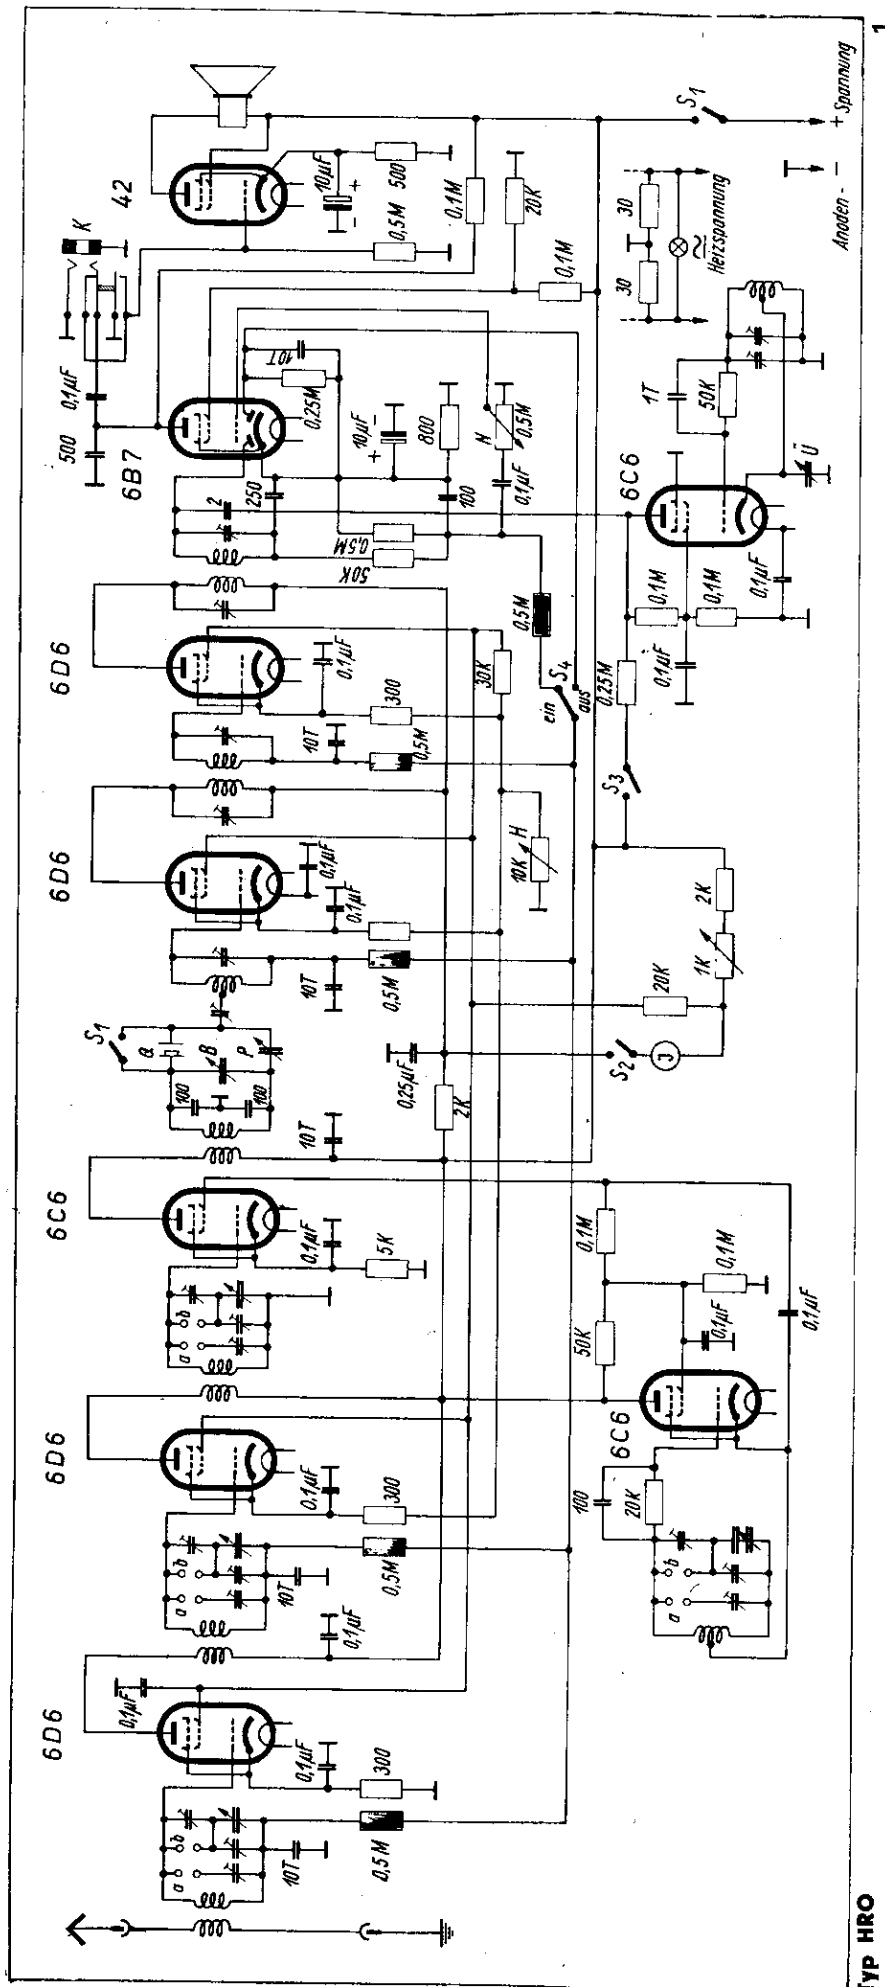 Typ HRO
1
6D6
6D6
6C6
6D6
6D6
6B7
42
0,1µF
a
b
10T
0,1µF
300
0,5M
0,1µF
a
b
10T
0,1µF
300
0,5M
a
b
0,1µF
5K
10T
100
100
S1
Q
B
P
10T
0,1µF
0,1µF
0,5M
10T
0,1µF
300
0,5M
30K
0,25µF
2K
10K
H
50K
0,5M
2
250
500
0,1µF
K
10T
0,25M
10µF
+
-
800
100
N
0,5M
0,1µF
0,5M
ein
S4
aus
10µF
+
-
500
0,5M
0,1M
20K
0,1M
S1
+
Anoden- - Spannung
30
30
≈
Heizspannung
6C6
1T
50K
Ü
0,1M
0,1M
0,1µF
0,1µF
0,25M
S3
2K
1K
20K
S2
J
6C6
100
20K
a
b
50K
0,1M
0,1M
0,1µF
0,1µF